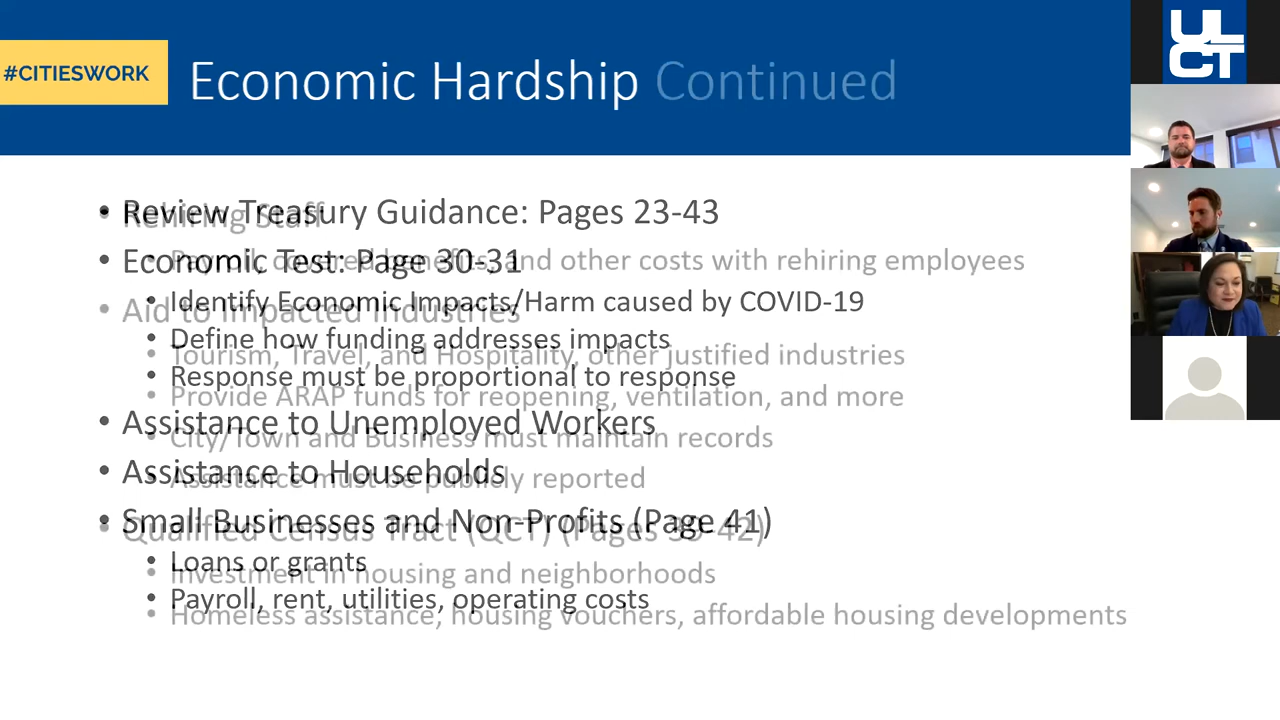 #CITIESWORK
Economic Hardship Continued
• Review Treasury Guidance: Pages 23-43
• Economic Test: Page 30-31
• Identify Economic Impacts/Harm caused by COVID-19
• Define how funding addresses impacts
• Response must be proportional to response
• Assistance to Unemployed Workers
• Assistance to Households
• Small Businesses and Non-Profits (Page 41)
• Loans or grants
• Payroll, rent, utilities, operating costs
• Rehiring Staff
• Payroll, covered benefits, and other costs with rehiring employees
• Aid to Impacted Industries
• Tourism, Travel, and Hospitality, other justified industries
• Provide ARAP funds for reopening, ventilation, and more
• City/Town and Business must maintain records
• Assistance must be publicly reported
• Qualified Census Tract (QCT) (Pages 42)
• Investment in housing and neighborhoods
• Homeless assistance, housing vouchers, affordable housing developments
ULCT